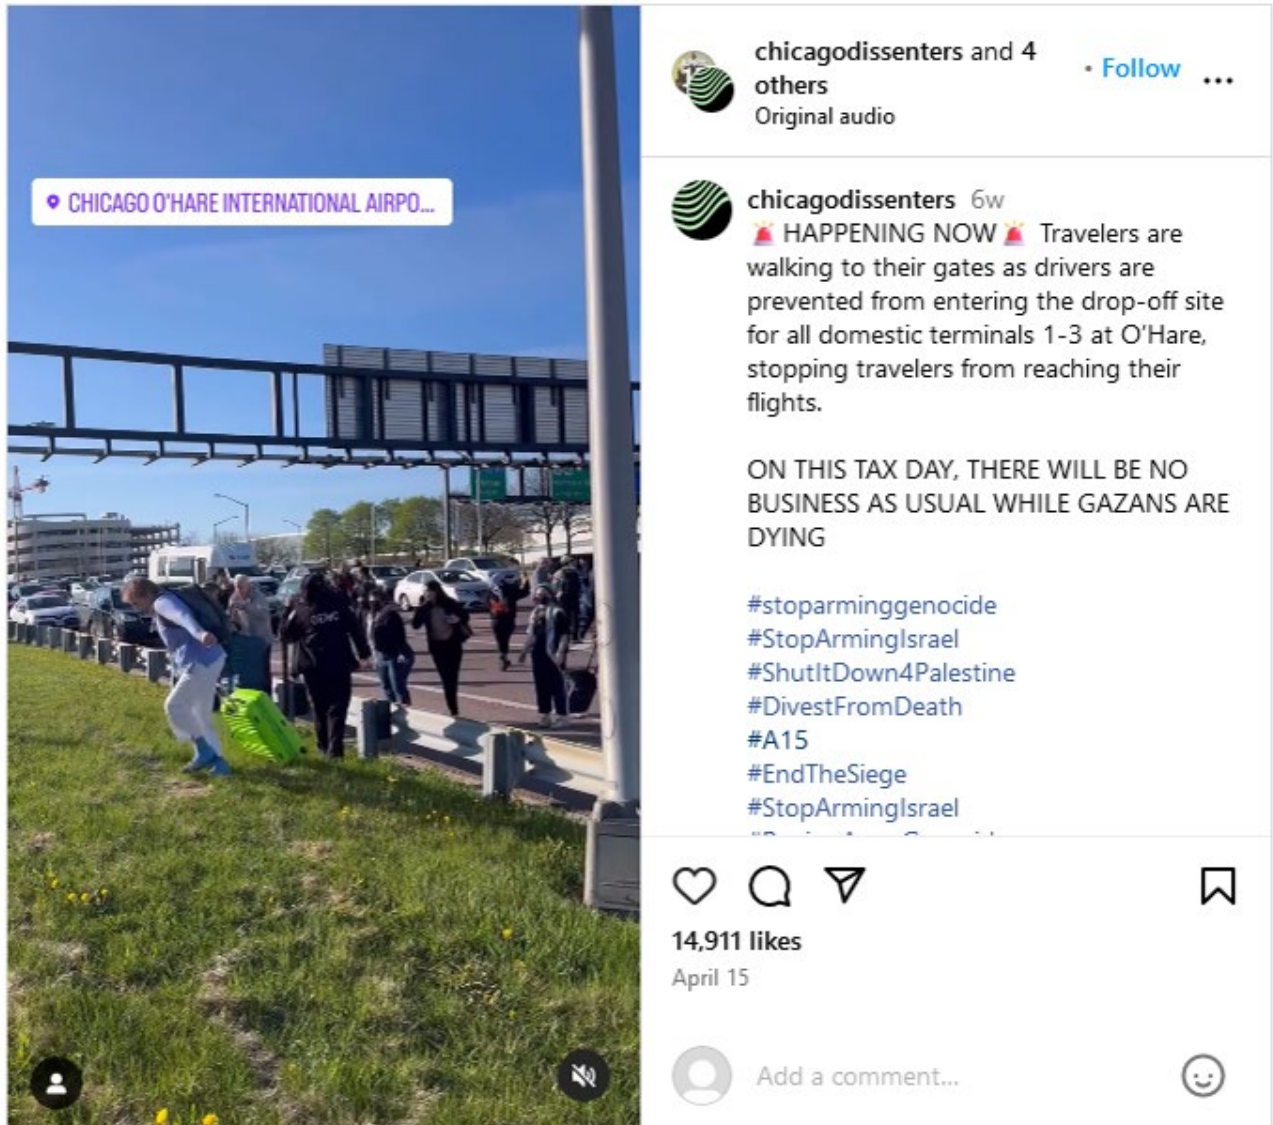 CHICAGO O'HARE INTERNATIONAL AIRPO...
chicagodissenters and 4
others
• Follow
Original audio
chicagodissenters 6w
🚨 HAPPENING NOW 🚨 Travelers are
walking to their gates as drivers are
prevented from entering the drop-off site
for all domestic terminals 1-3 at O'Hare,
stopping travelers from reaching their
flights.
ON THIS TAX DAY, THERE WILL BE NO
BUSINESS AS USUAL WHILE GAZANS ARE
DYING
#stoparminggenocide
#StopArmingIsrael
#ShutItDown4Palestine
#DivestFromDeath
#A15
#EndTheSiege
#StopArmingIsrael
14,911 likes
April 15
Add a comment...